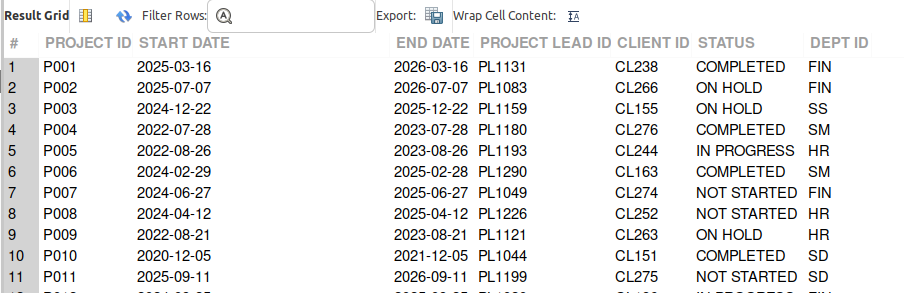 Result Grid Filter Rows: Export: Wrap Cell Content: IA
# PROJECT ID START DATE END DATE PROJECT LEAD ID CLIENT ID STATUS DEPT ID
1 P001 2025-03-16 2026-03-16 PL1131 CL238 COMPLETED FIN
2 P002 2025-07-07 2026-07-07 PL1083 CL266 ON HOLD FIN
3 P003 2024-12-22 2025-12-22 PL1159 CL155 ON HOLD SS
4 P004 2022-07-28 2023-07-28 PL1180 CL276 COMPLETED SM
5 P005 2022-08-26 2023-08-26 PL1193 CL244 IN PROGRESS HR
6 P006 2024-02-29 2025-02-28 PL1290 CL163 COMPLETED SM
7 P007 2024-06-27 2025-06-27 PL1049 CL274 NOT STARTED FIN
8 P008 2024-04-12 2025-04-12 PL1226 CL252 NOT STARTED HR
9 P009 2022-08-21 2023-08-21 PL1121 CL263 ON HOLD HR
10 P010 2020-12-05 2021-12-05 PL1044 CL151 COMPLETED SD
11 P011 2025-09-11 2026-09-11 PL1199 CL275 NOT STARTED SD